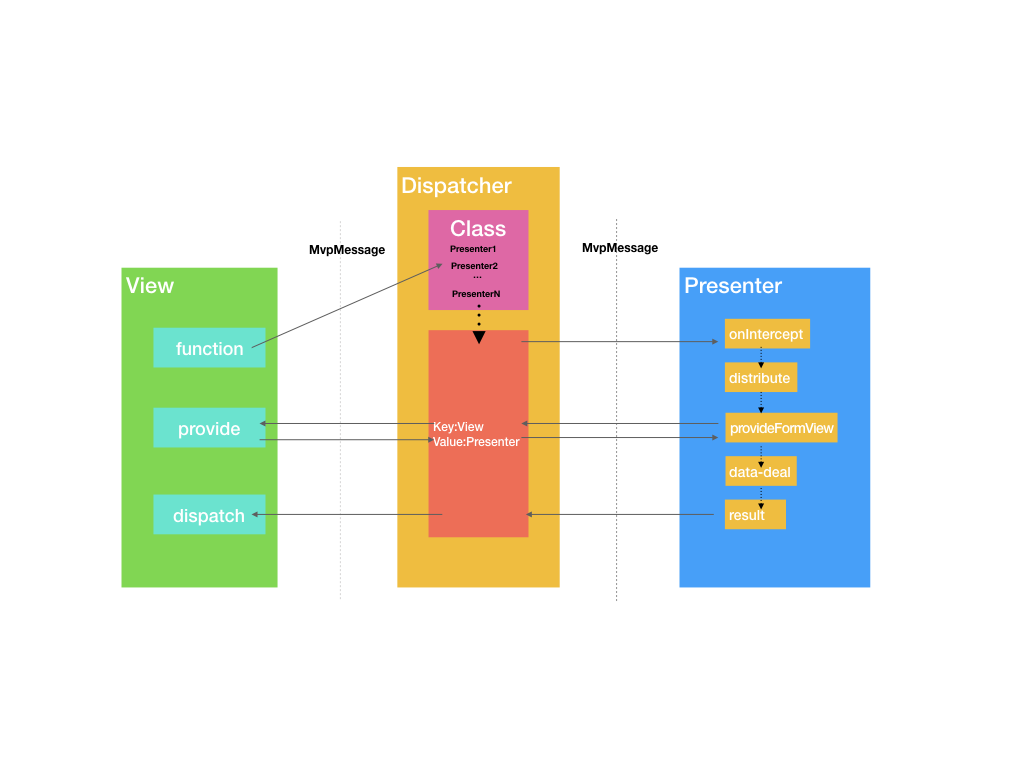 Dispatcher
Class
Presenter1
Presenter2
...
PresenterN
MvpMessage
MvpMessage
View
function
provide
dispatch
Key:View
Value:Presenter
Presenter
onIntercept
distribute
provideFormView
data-deal
result